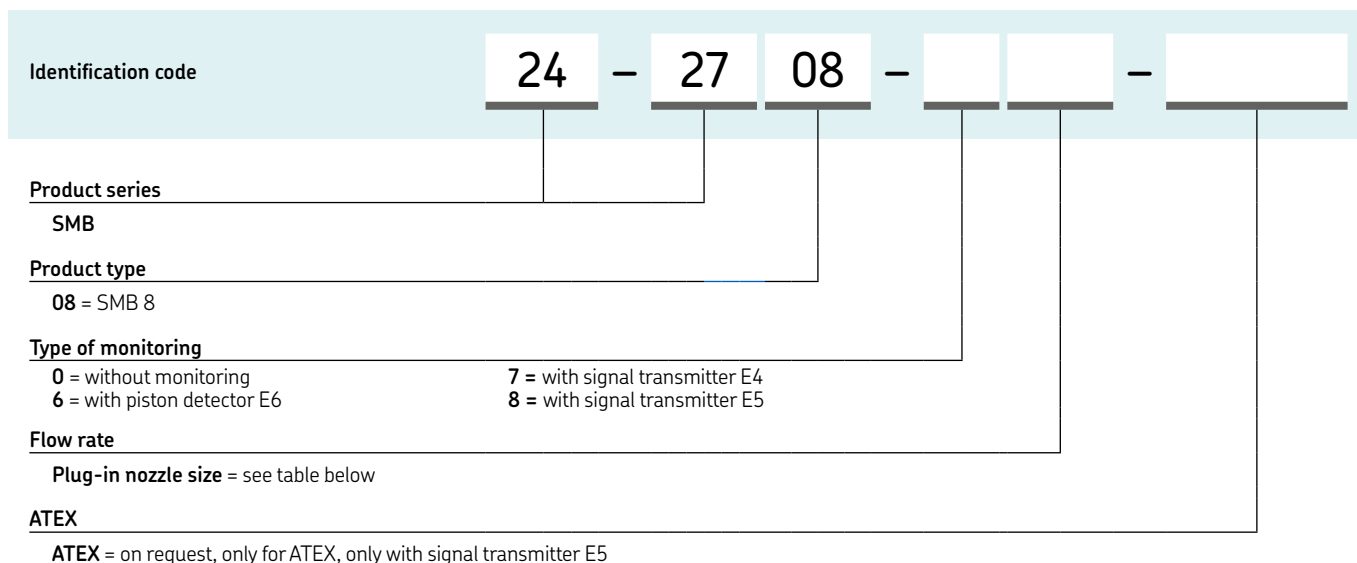 Identification code 24 – 27 08 – –
Product series
SMB
Product type
08 = SMB 8
Type of monitoring
0 = without monitoring 7 = with signal transmitter E4
6 = with piston detector E6 8 = with signal transmitter E5
Flow rate
Plug-in nozzle size = see table below
ATEX
ATEX = on request, only for ATEX, only with signal transmitter E5